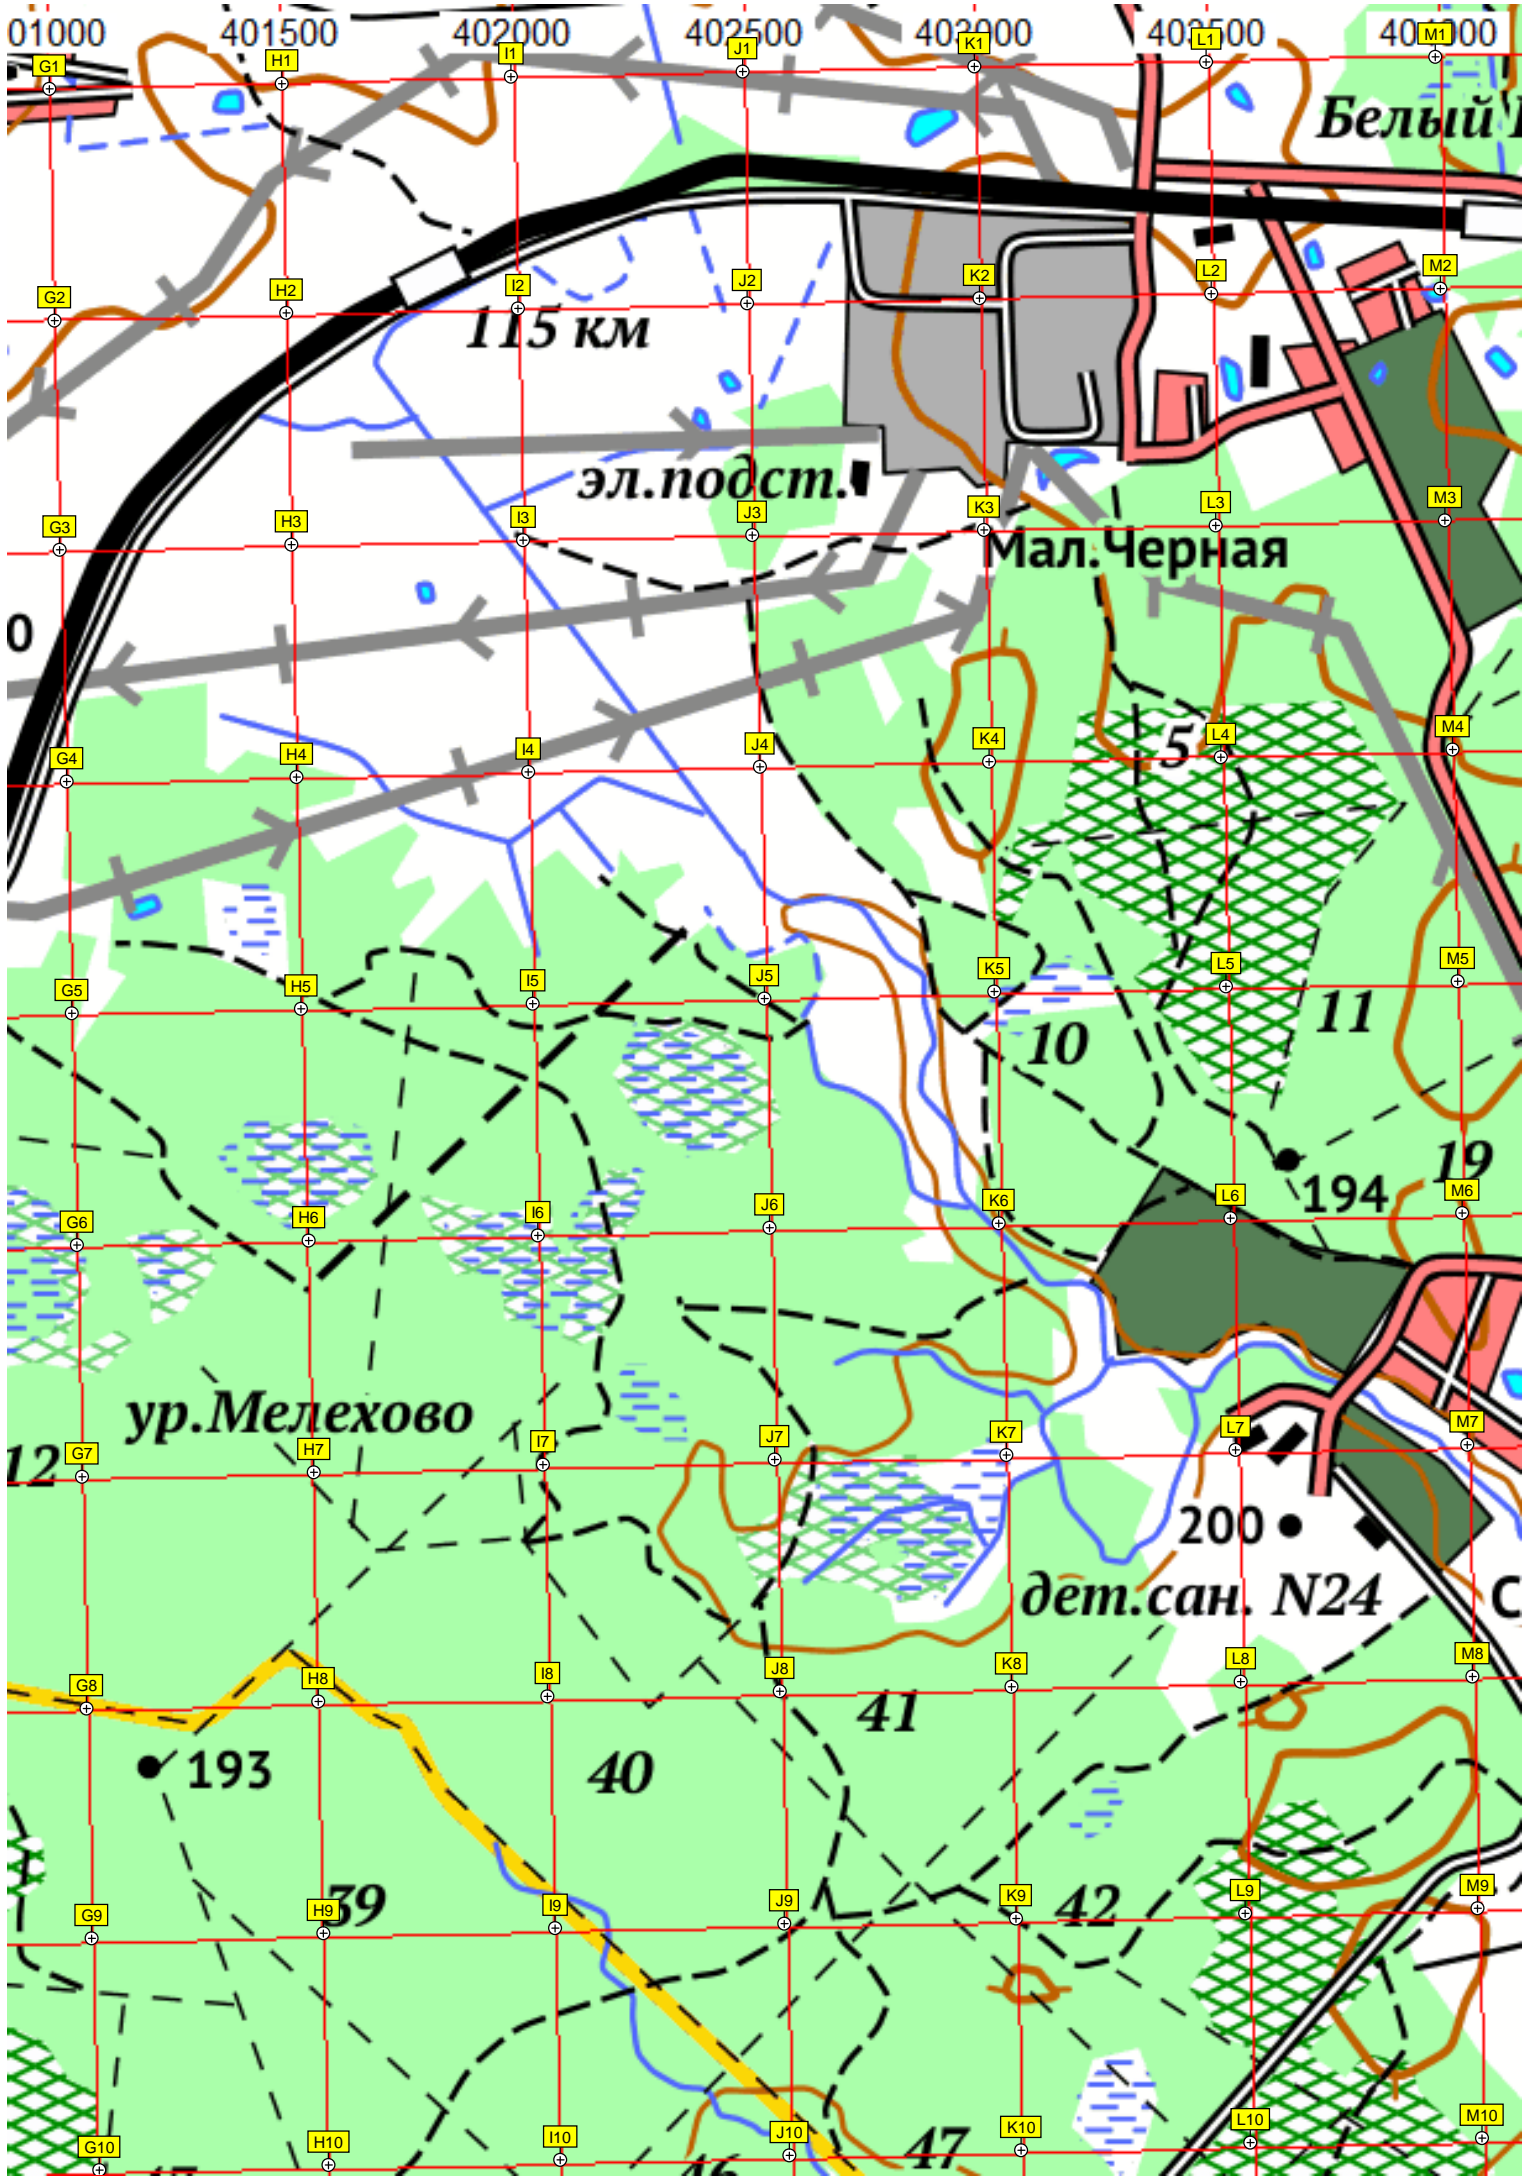 01000 401500 402000 402500 403000 403500 404000
G1 H1 I1 J1 K1 L1 M1
Белый
G2 H2 I2 J2 K2 L2 M2
115 км
эл.подст.
G3 H3 I3 J3 K3 L3 M3
Мал.Черная
0
G4 H4 I4 J4 K4 L4 M4
5
G5 H5 I5 J5 K5 L5 M5
10 11
19
194
G6 H6 I6 J6 K6 L6 M6
ур.Мелехово
G7 H7 I7 J7 K7 L7 M7
12
200
дет.сан. N24
С
G8 H8 I8 J8 K8 L8 M8
41
193 40
39 42
G9 H9 I9 J9 K9 L9 M9
G10 H10 I10 J10 K10 L10 M10
47
46